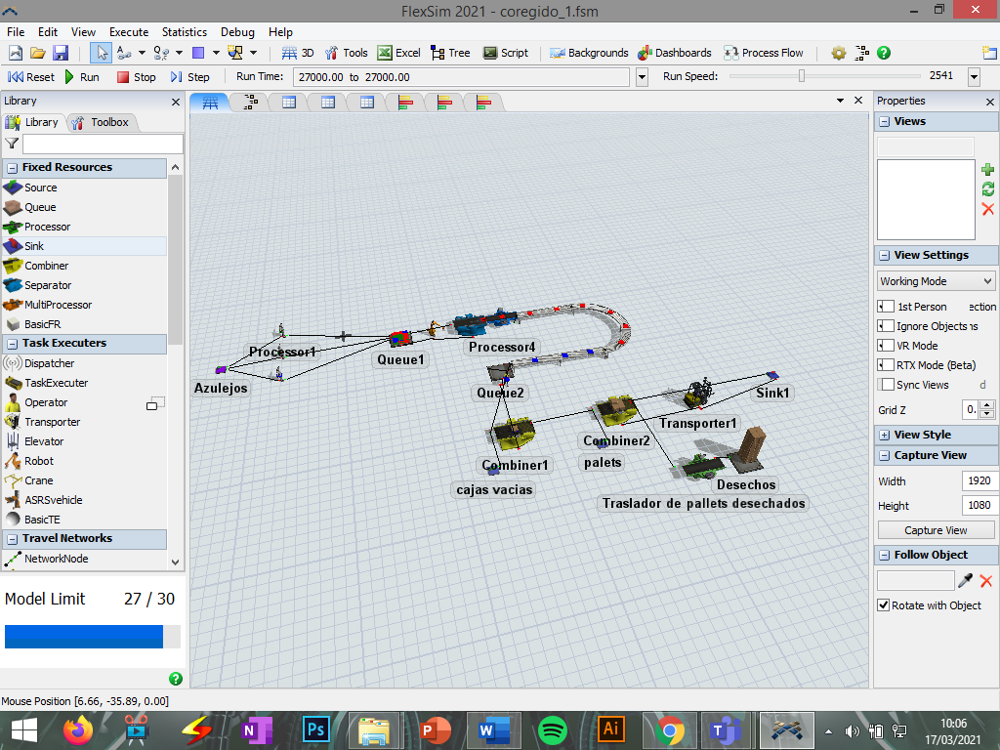 FlexSim 2021 - coregido_1.fsm
File Edit View Execute Statistics Debug Help
3D Tools Excel Tree Script Backgrounds Dashboards Process Flow
Reset Run Stop Step Run Time: 27000.00 to 27000.00 Run Speed: 2541
Library
Library Toolbox
Fixed Resources
Source
Queue
Processor
Sink
Combiner
Separator
MultiProcessor
BasicFR
Task Executers
Dispatcher
TaskExecuter
Operator
Transporter
Elevator
Robot
Crane
ASRSvehicle
BasicTE
Travel Networks
NetworkNode
Model Limit 27 / 30
Mouse Position [6.66, -35.89, 0.00]
Processor1
Processor4
Queue1
Azulejos
Queue2
Sink1
Transporter1
Combiner2
Combiner1
palets
cajas vacias
Desechos
Traslador de pallets desechados
Properties
Views
View Settings
Working Mode
1st Person ection
Ignore Objects ns
VR Mode
RTX Mode (Beta)
Sync Views d
Grid Z 0.
View Style
Capture View
Width 1920
Height 1080
Capture View
Follow Object
Rotate with Object
N Ps P W Ai T
10:06
17/03/2021